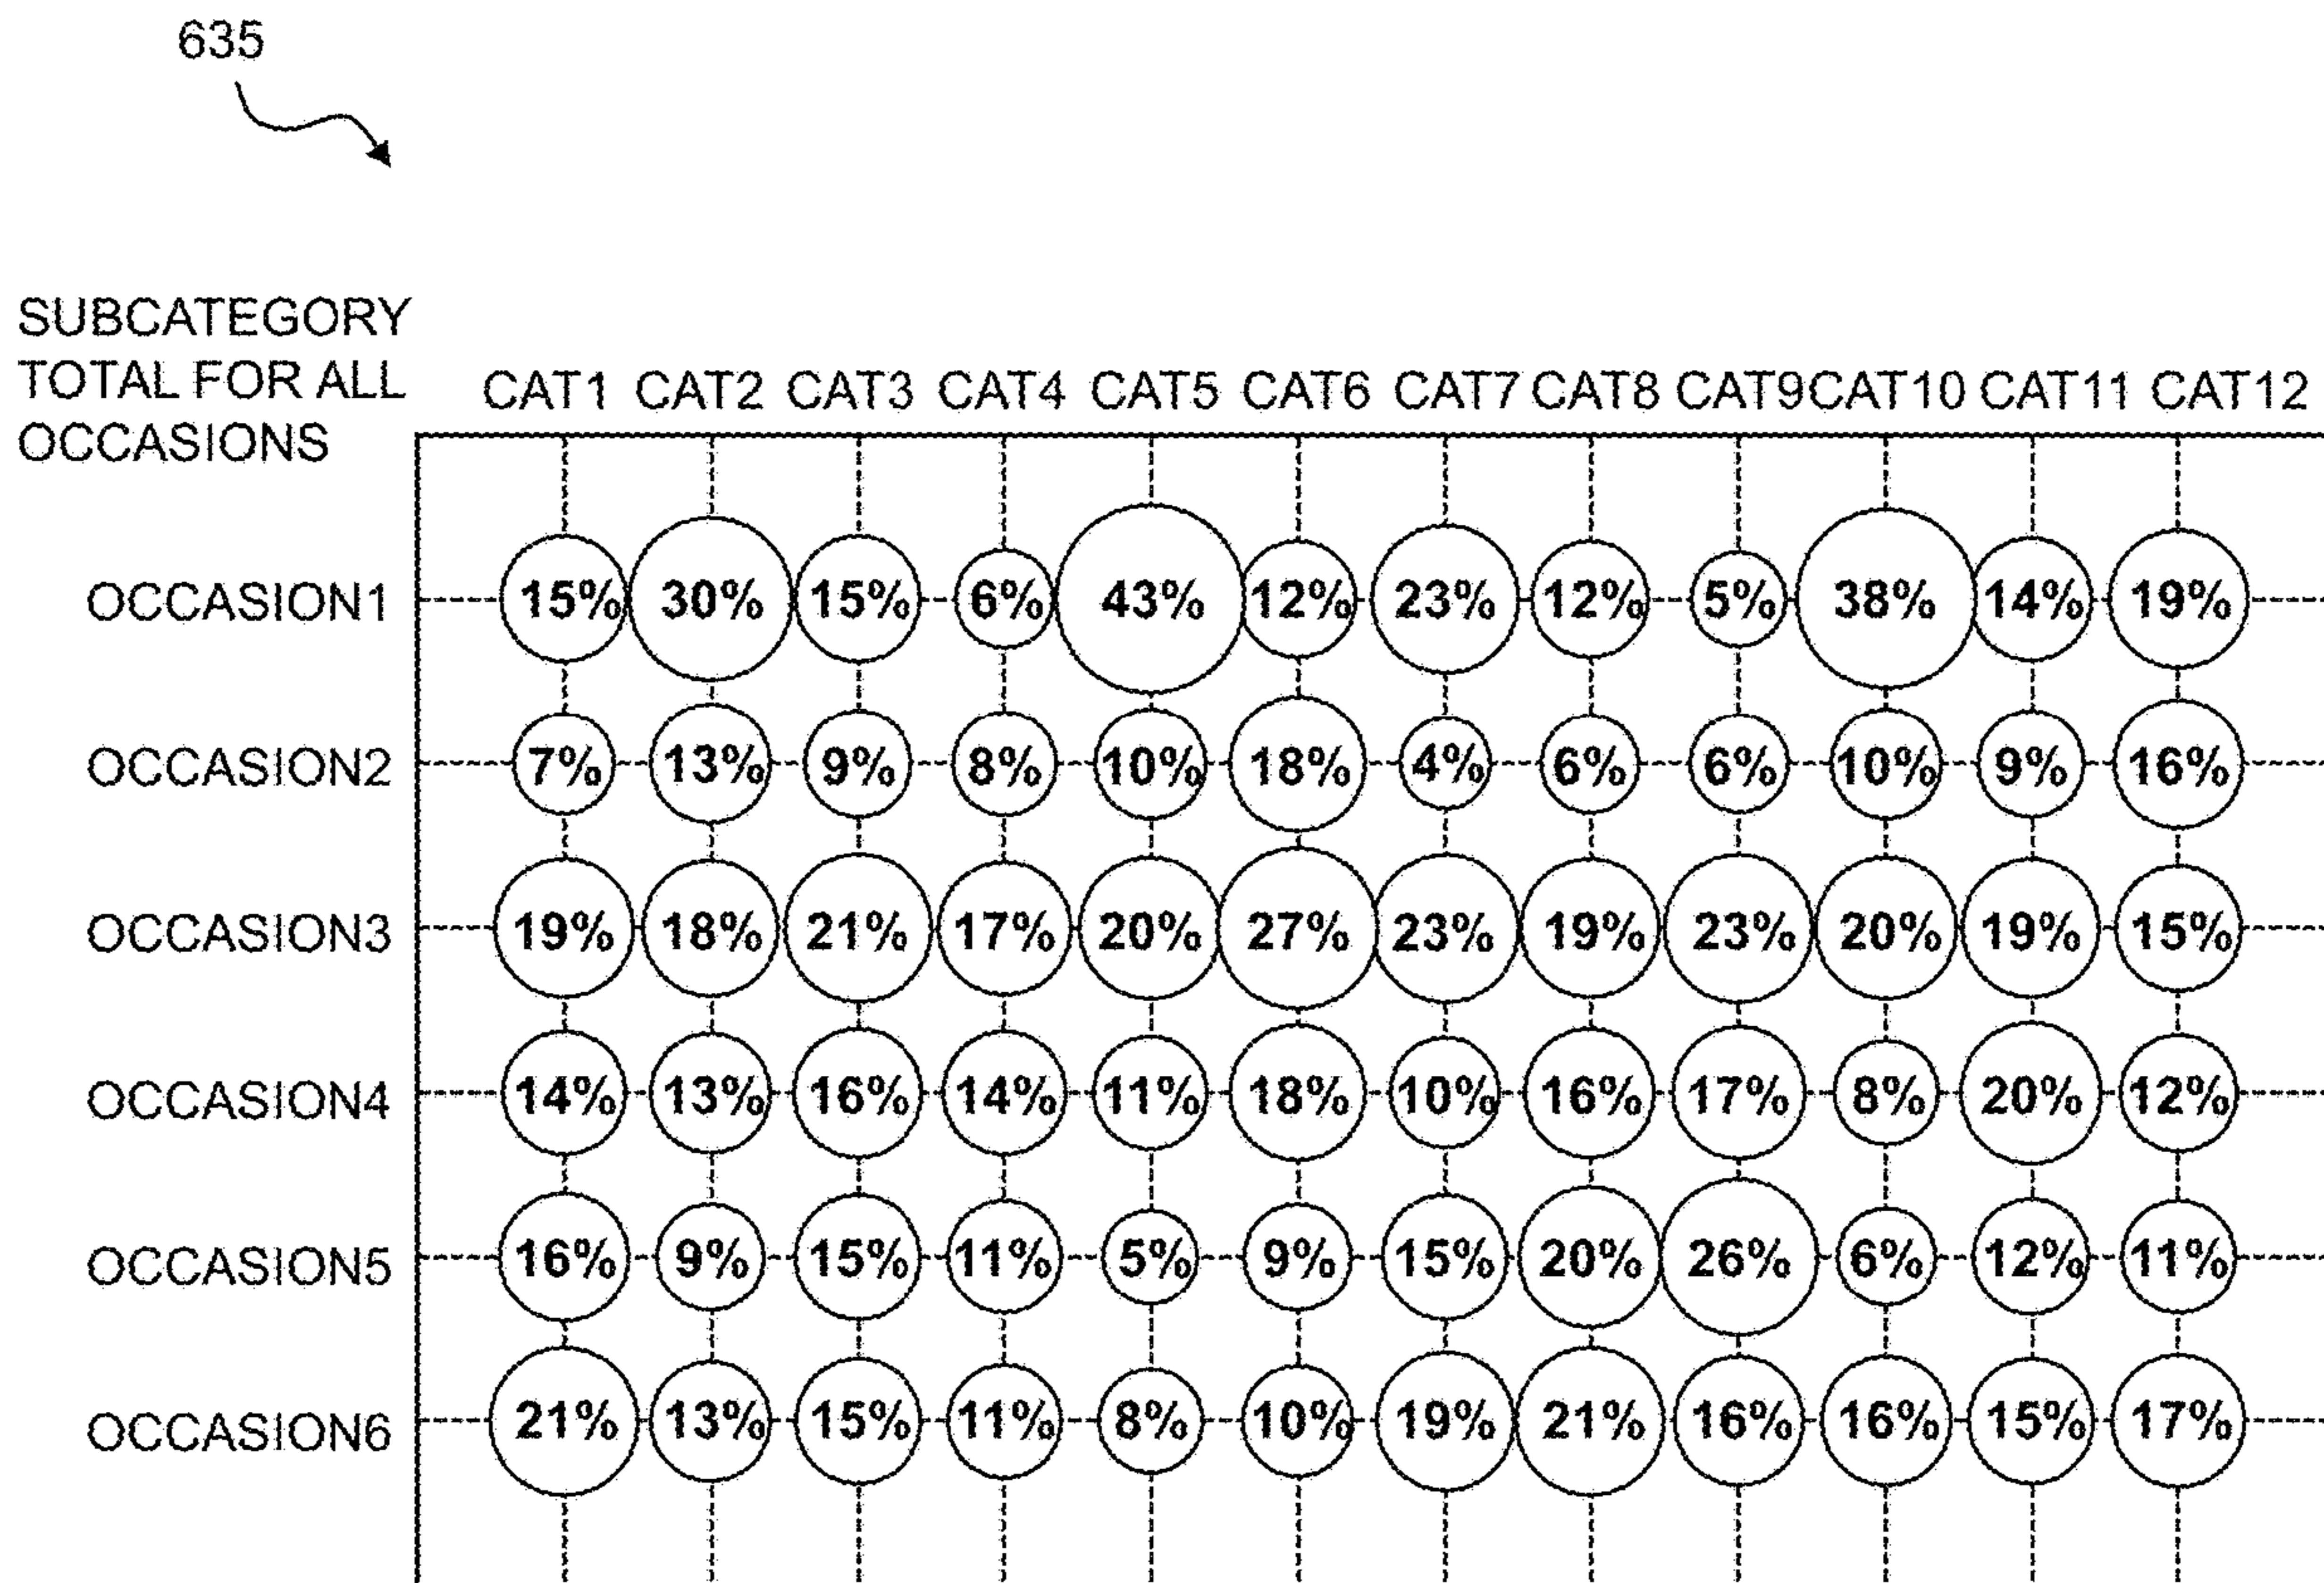 635
SUBCATEGORY
TOTAL FOR ALL
OCCASIONS
CAT1 CAT2 CAT3 CAT4 CAT5 CAT6 CAT7 CAT8 CAT9 CAT10 CAT11 CAT12
OCCASION1 15% 30% 15% 6% 43% 12% 23% 12% 5% 38% 14% 19%
OCCASION2 7% 13% 9% 8% 10% 18% 4% 6% 6% 10% 9% 16%
OCCASION3 19% 18% 21% 17% 20% 27% 23% 19% 23% 20% 19% 15%
OCCASION4 14% 13% 16% 14% 11% 18% 10% 16% 17% 8% 20% 12%
OCCASION5 16% 9% 15% 11% 5% 9% 15% 20% 26% 6% 12% 11%
OCCASION6 21% 13% 15% 11% 8% 10% 19% 21% 16% 16% 15% 17%